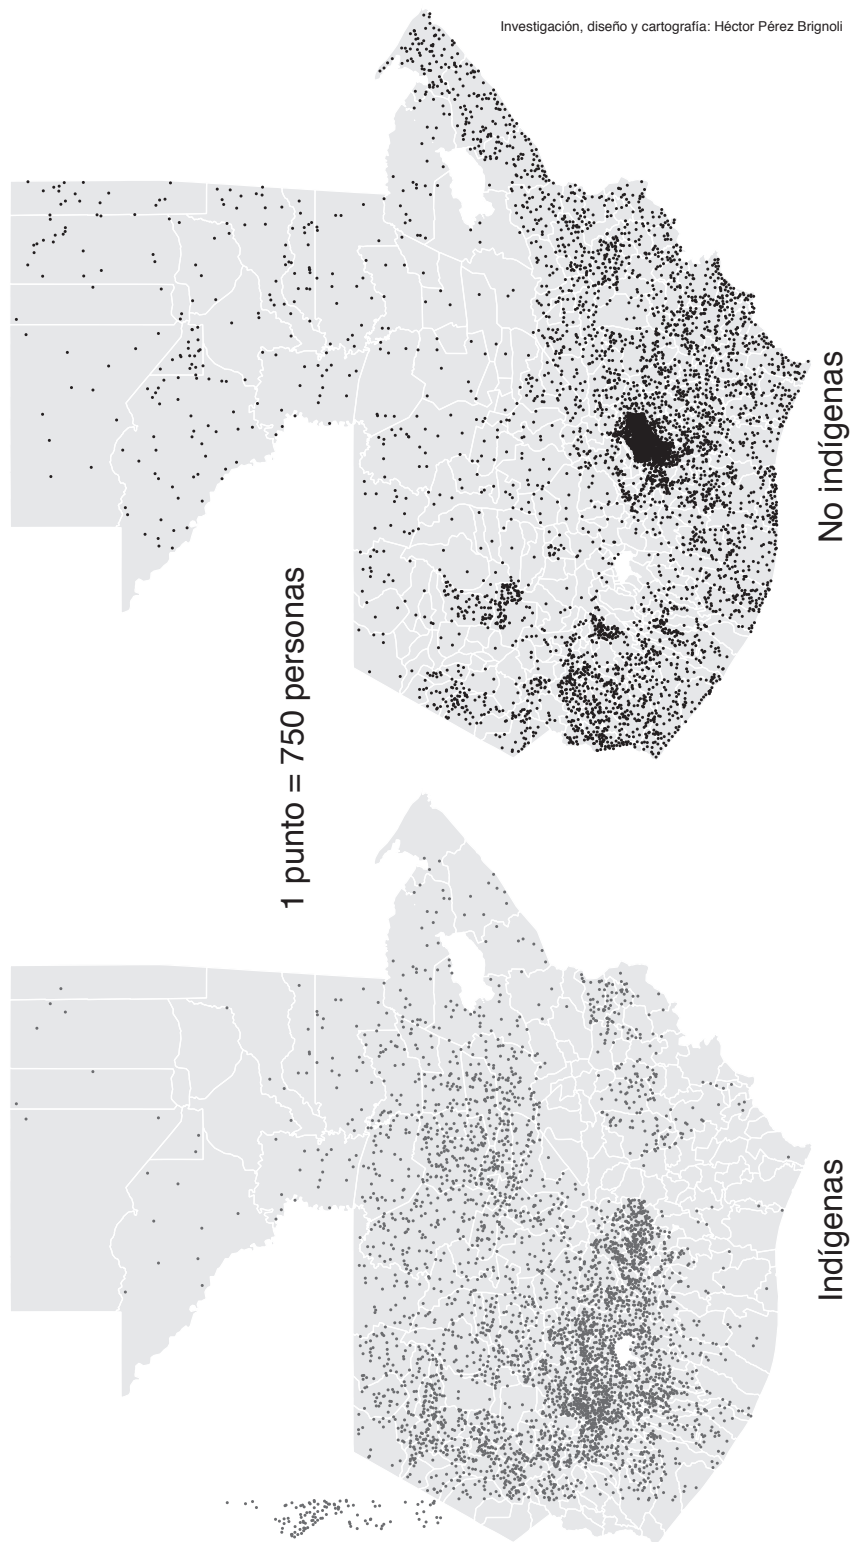 Investigación, diseño y cartografía: Héctor Pérez Brignoli
No indígenas
1 punto = 750 personas
Indígenas